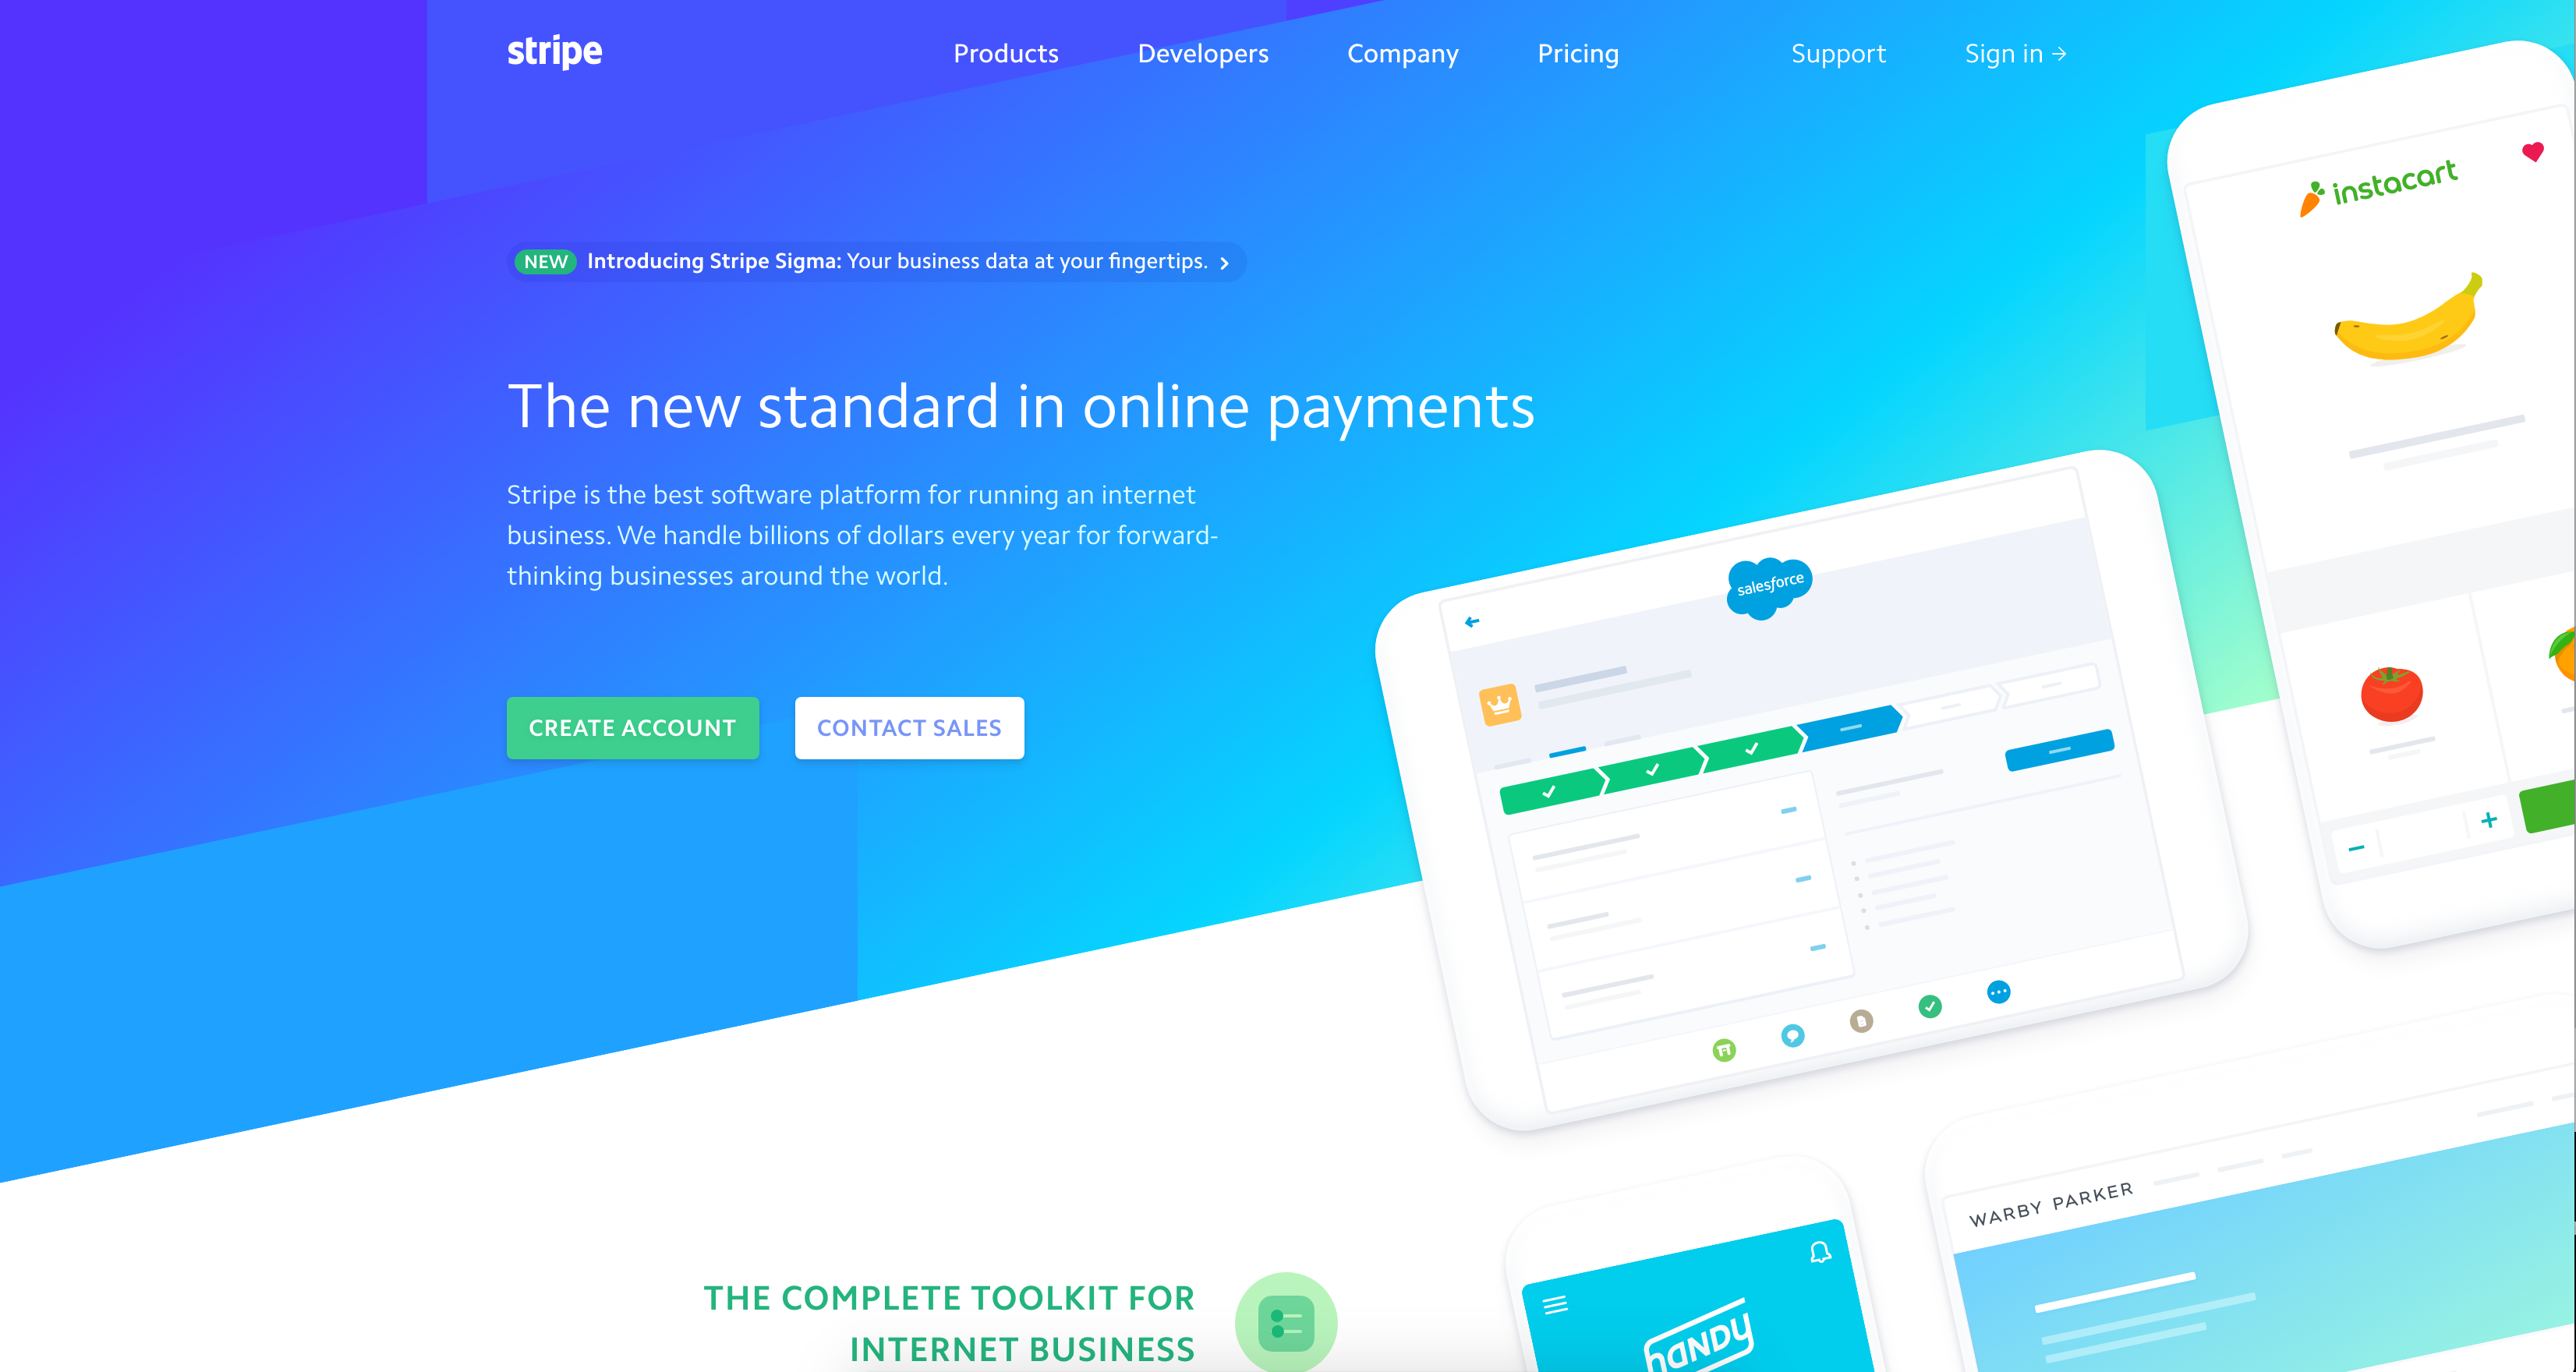 stripe
Products Developers Company Pricing Support Sign in →
NEW Introducing Stripe Sigma: Your business data at your fingertips.
The new standard in online payments
Stripe is the best software platform for running an internet
business. We handle billions of dollars every year for forward-
thinking businesses around the world.
CREATE ACCOUNT CONTACT SALES
instacart
salesforce
WARBY PARKER
HANDY
THE COMPLETE TOOLKIT FOR
INTERNET BUSINESS